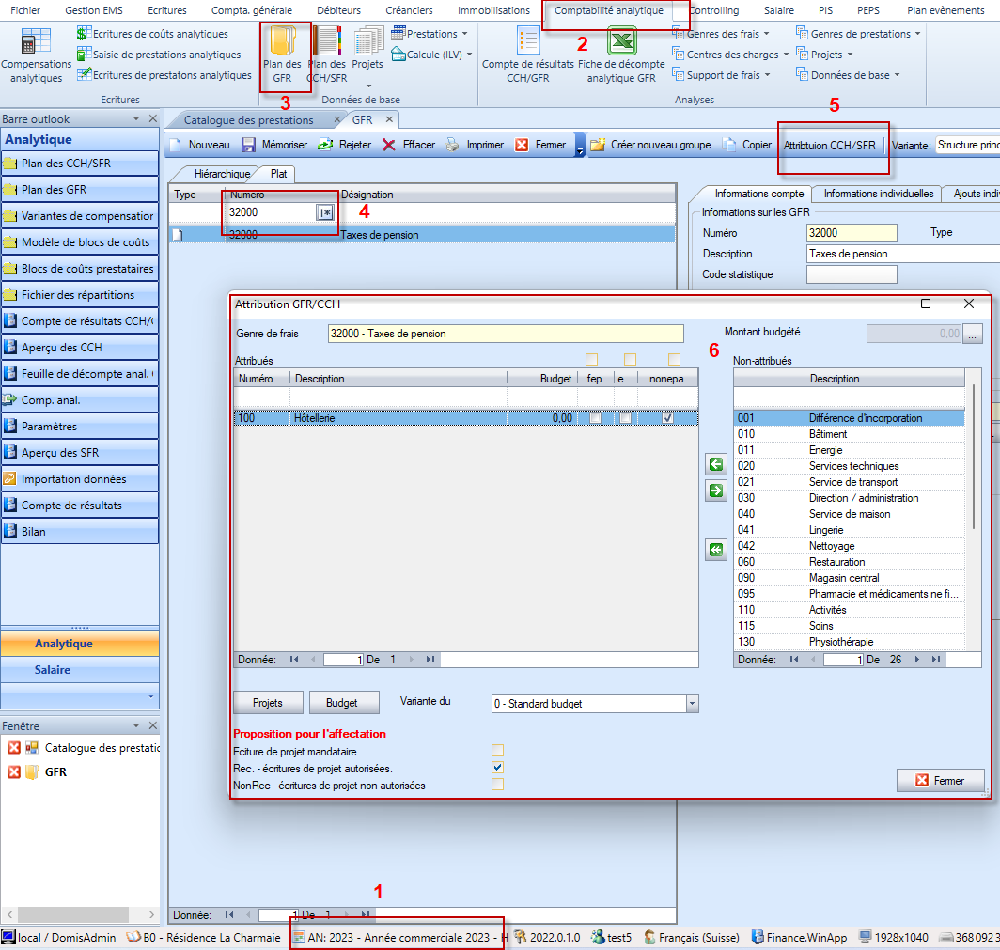 Fichier Gestion EMS Ecritures Compta. générale Débiteurs Créanciers Immobilisations Comptabilité analytique Controlling Salaire PIS PEPS Plan evènements
2
Compensations analytiques
Ecritures de coûts analytiques
Saisie de prestations analytiques
Ecritures de prestatons analytiques
Ecritures
Plan des GFR
3
Plan des CCH/SFR
Projets
Prestations
Calcule (ILV)
Données de base
Compte de résultats CCH/GFR
Fiche de décompte analytique GFR
Genres des frais
Centres des charges
Support de frais
Genres de prestations
Projets
Données de base
Analyses
5
Barre outlook
Catalogue des prestations GFR
Analytique
Nouveau Mémoriser Rejeter Effacer Imprimer Fermer Créer nouveau groupe Copier Attribtuion CCH/SFR Variante: Structure princ
Plan des CCH/SFR
Plan des GFR
Variantes de compensation
Modèle de blocs de coûts
Blocs de coûts prestataires
Fichier des répartitions
Compte de résultats CCH/
Aperçu des CCH
Feuille de décompte anal.
Comp. anal.
Paramètres
Aperçu des SFR
Importation données
Compte de résultats
Bilan
Analytique
Salaire
Fenêtre
Catalogue des prestatic
GFR
Hiérarchique Plat
Type Numéro Désignation
32000
4
32000 Taxes de pension
Informations compte Informations individuelles Ajouts indi
Informations sur les GFR
Numéro 32000 Type
Description Taxes de pension
Code statistique
Attribution GFR/CCH
Genre de frais 32000 - Taxes de pension
Montant budgété 0,00 ...
6
Attribués
Numéro Description Budget fep e... nonepa
100 Hôtellerie 0,00
Donnée: 1 De 1
Non-attribués
Description
001 Différence d'incorporation
010 Bâtiment
011 Energie
020 Services techniques
021 Service de transport
030 Direction / administration
040 Service de maison
041 Lingerie
042 Nettoyage
060 Restauration
090 Magasin central
095 Pharmacie et médicaments ne fi...
110 Activités
115 Soins
130 Physiothérapie
Donnée: 1 De 26
Projets Budget Variante du 0 - Standard budget
Proposition pour l'affectation
Eciture de projet mandataire.
Rec. - écritures de projet autorisées.
NonRec - écritures de projet non autorisées
Fermer
1
Donnée: 1 De 1
local / DomisAdmin B0 - Résidence La Charmaie AN: 2023 - Année commerciale 2023 - H 2022.0.1.0 test5 Français (Suisse) Finance.WinApp 1928x1040 368 092 3